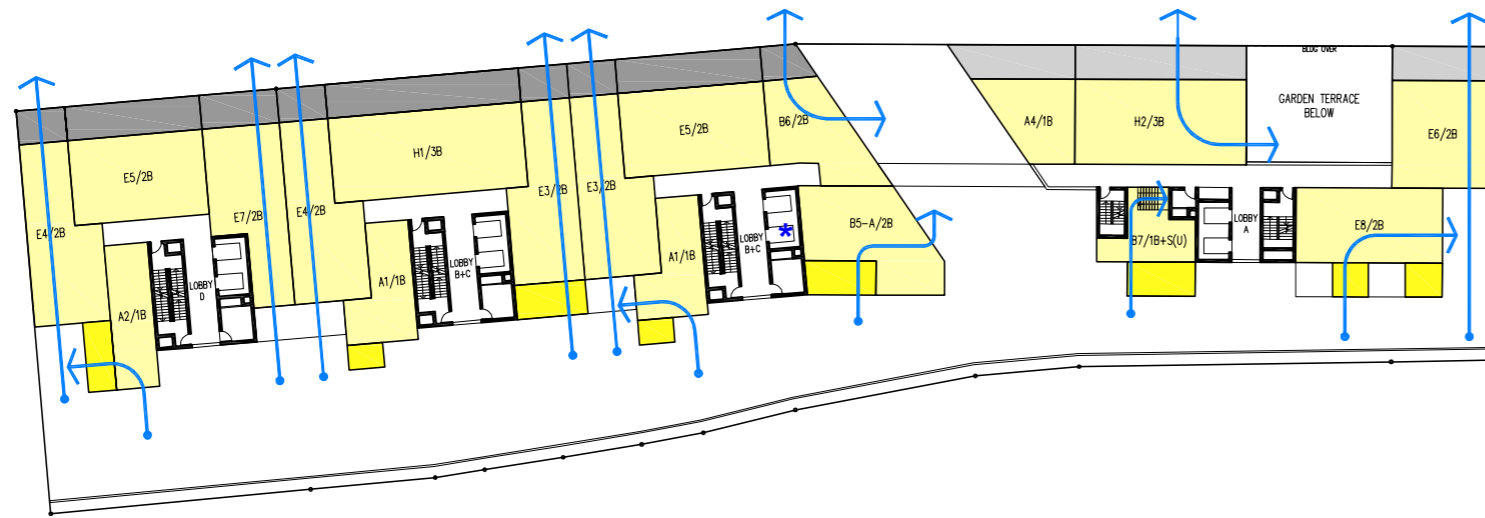 BLDG OVER
GARDEN TERRACE
BELOW
A4/1B
H2/3B
E6/2B
B6/2B
E5/2B
H1/3B
E5/2B
E3/2B
E3/2B
E4/2B
E7/2B
E4/2B
B5-A/2B
E8/2B
B7/1B+S(U)
LOBBY
A
A1/1B
LOBBY
B+C
*
A1/1B
LOBBY
B+C
A2/1B
LOBBY
D